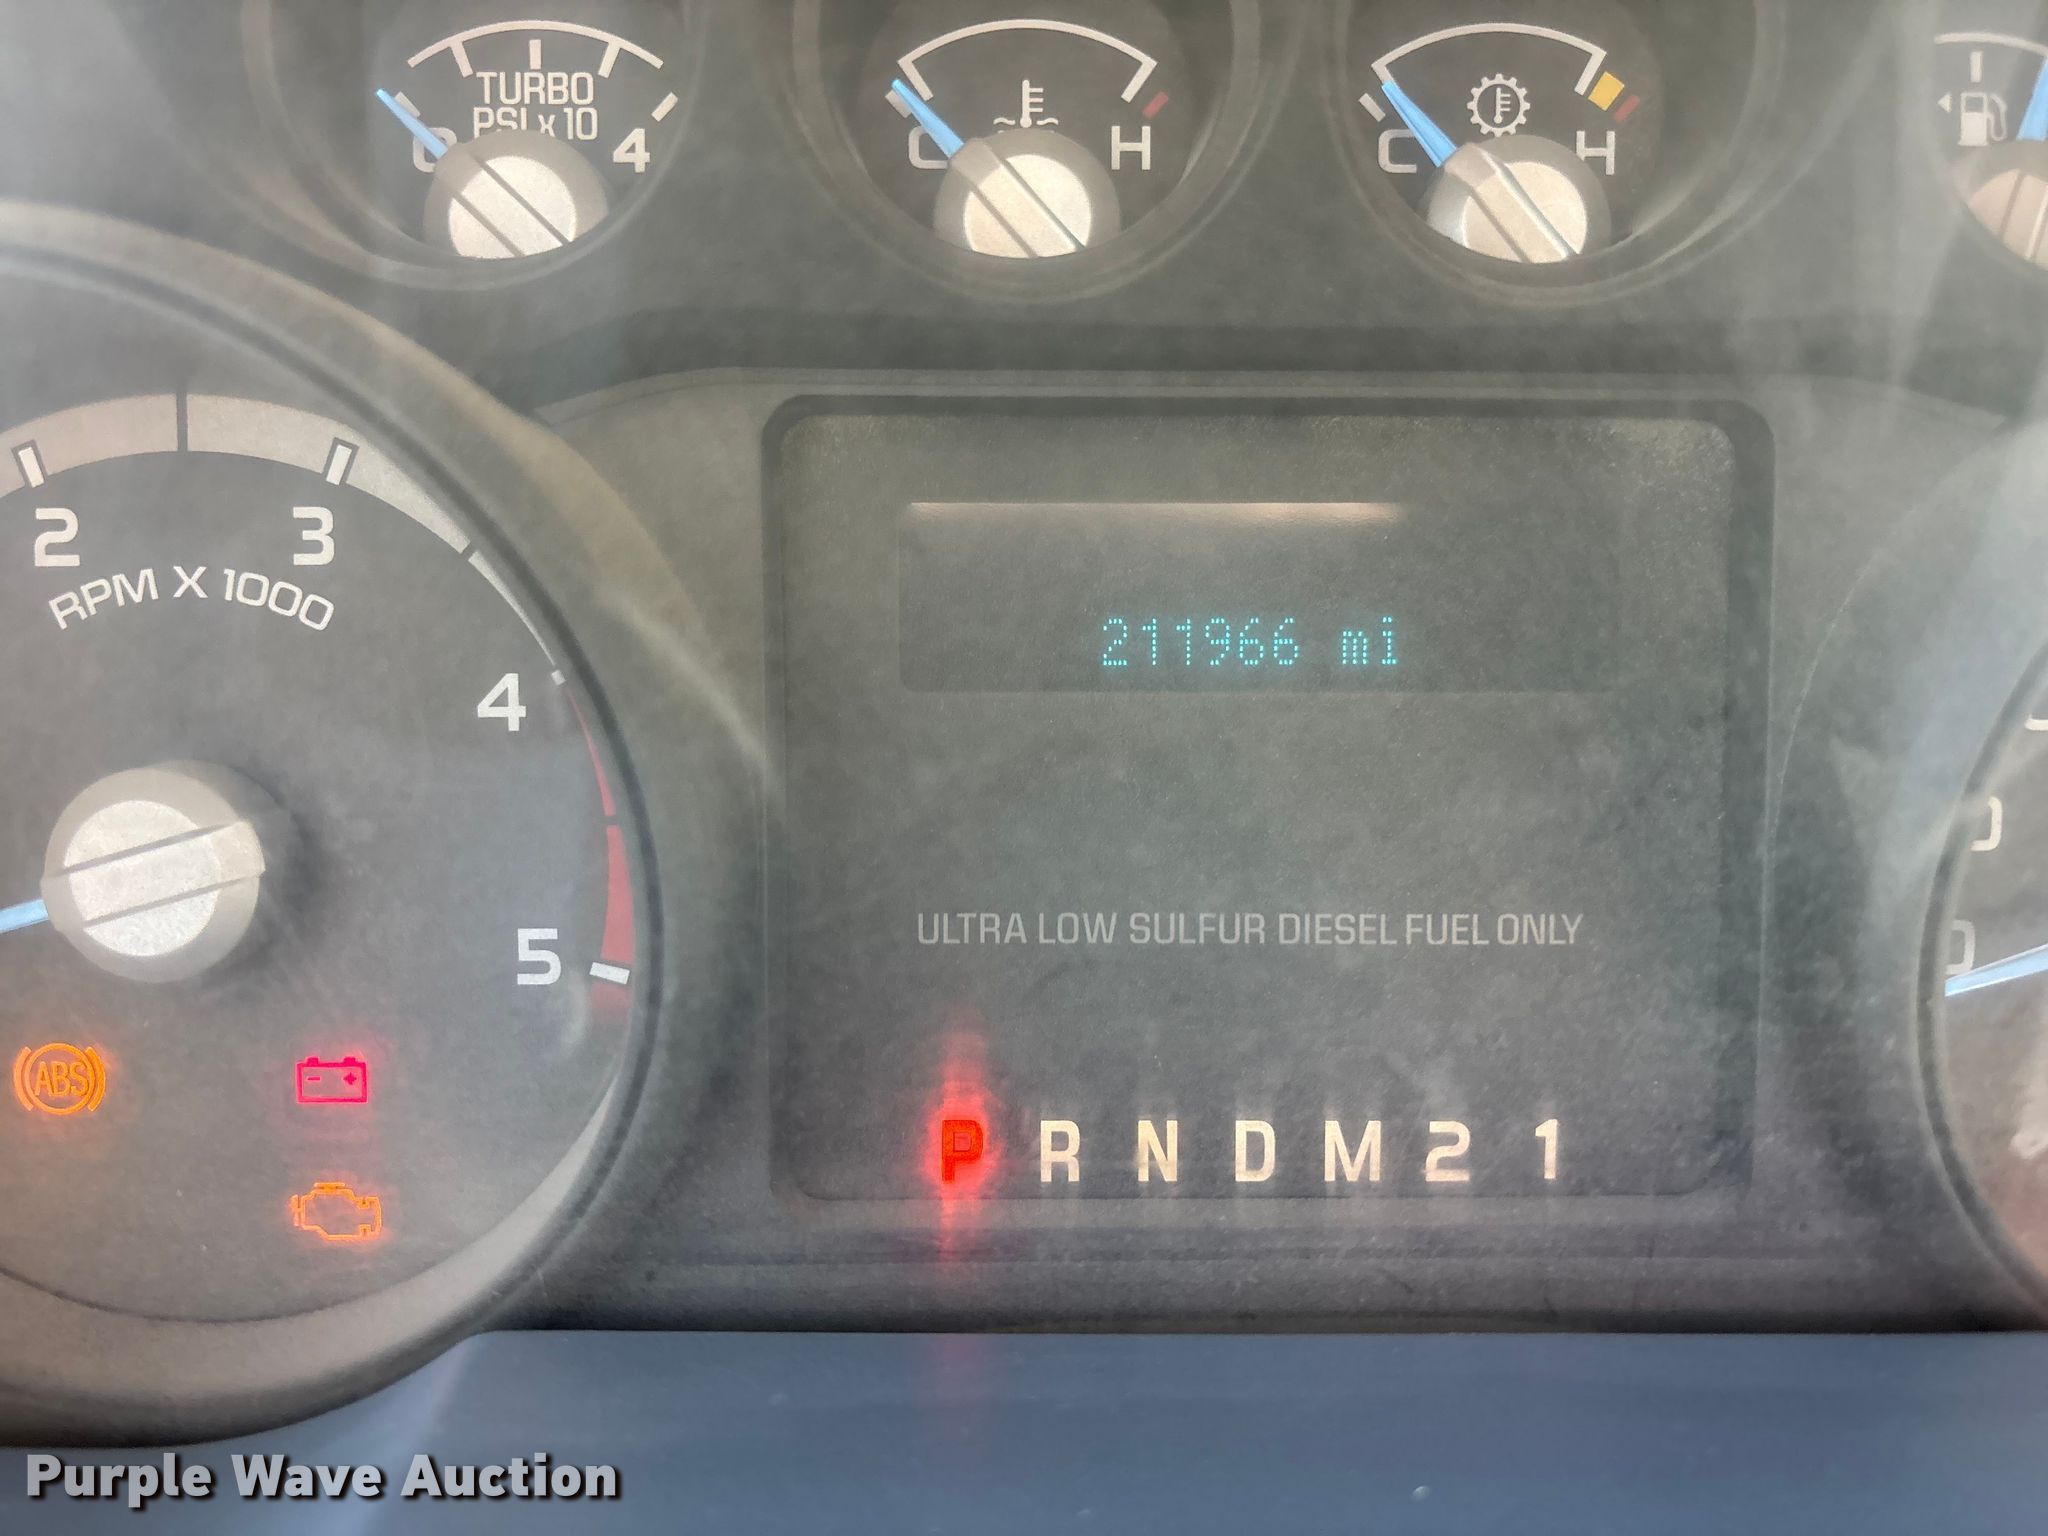 TURBO
PSI x 10
0 4
C H
C H
2 3 4 5
RPM X 1000
211966 mi
ULTRA LOW SULFUR DIESEL FUEL ONLY
ABS
P R N D M 2 1
Purple Wave Auction